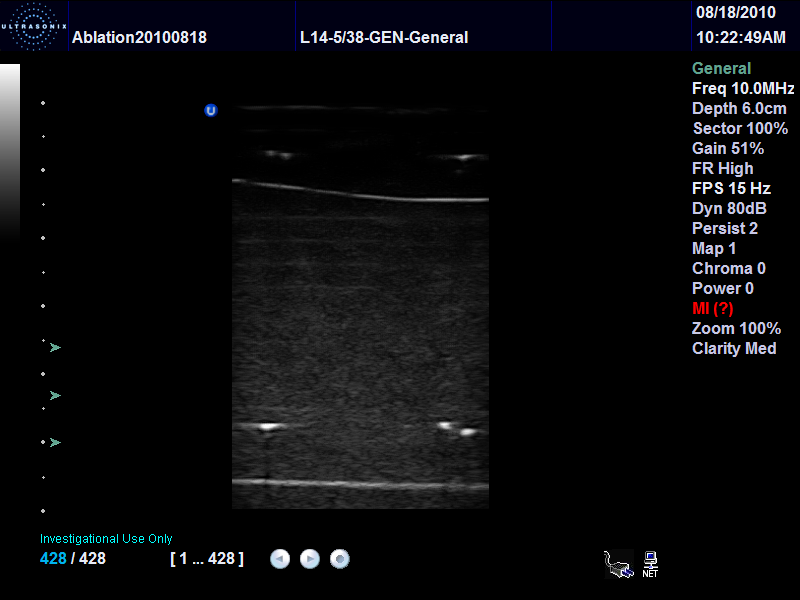 ULTRASONIX
Ablation20100818
L14-5/38-GEN-General
08/18/2010
10:22:49AM
General
Freq 10.0MHz
Depth 6.0cm
Sector 100%
Gain 51%
FR High
FPS 15 Hz
Dyn 80dB
Persist 2
Map 1
Chroma 0
Power 0
MI (?)
Zoom 100%
Clarity Med
U
Investigational Use Only
428 / 428
[ 1 ... 428 ]
NET